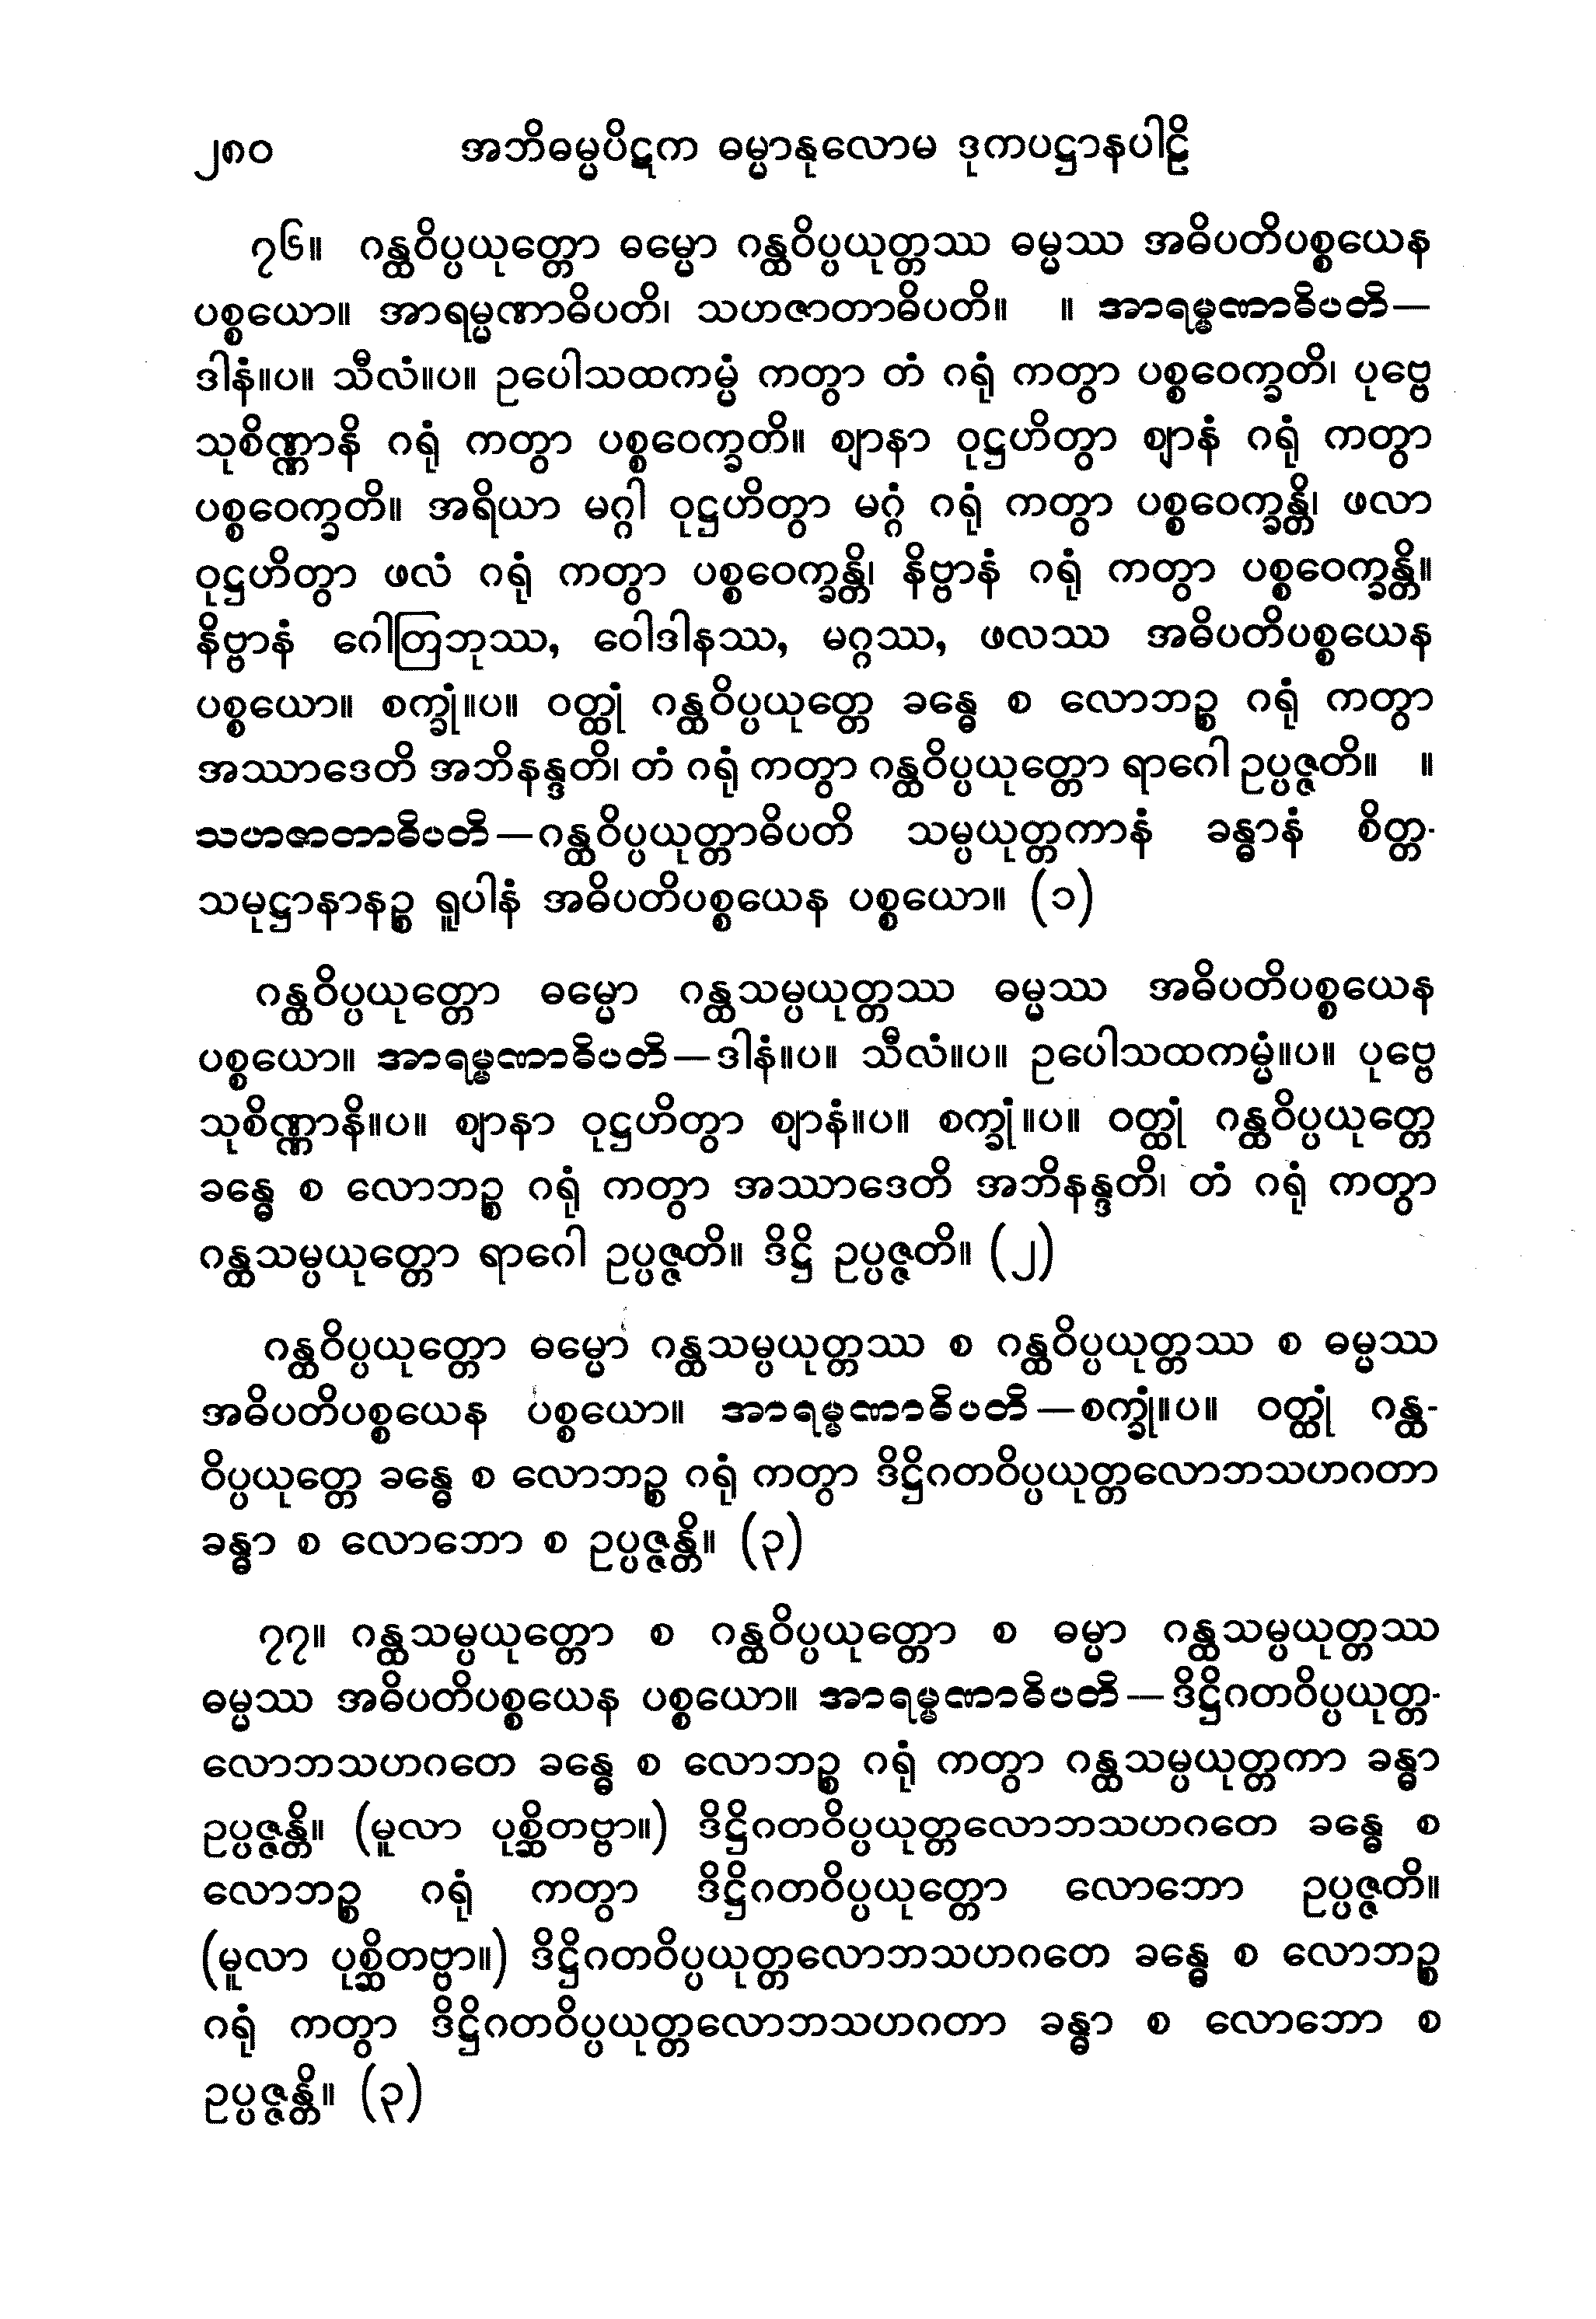 ၂၈၀ အဘိဓမ္မပိဋက ဓမ္မာနုလောမ ဒုကပဋ္ဌာနပါဠိ
၇၆။ ဂန္ထဝိပ္ပယုတ္တော ဓမ္မော ဂန္ထဝိပ္ပယုတ္တဿ ဓမ္မဿ အဓိပတိပစ္စယေန
ပစ္စယော။ အာရမ္မဏာဓိပတိ၊ သဟဇာတာဓိပတိ။ ။ အာရမ္မဏာဓိပတိ—
ဒါနံ။ပ။ သီလံ။ပ။ ဥပေါသထကမ္မံ ကတွာ တံ ဂရုံ ကတွာ ပစ္စဝေက္ခတိ၊ ပုဗ္ဗေ
သုစိဏ္ဏာနိ ဂရုံ ကတွာ ပစ္စဝေက္ခတိ။ ဈာနာ ဝုဋ္ဌဟိတွာ ဈာနံ ဂရုံ ကတွာ
ပစ္စဝေက္ခတိ။ အရိယာ မဂ္ဂါ ဝုဋ္ဌဟိတွာ မဂ္ဂံ ဂရုံ ကတွာ ပစ္စဝေက္ခန္တိ၊ ဖလာ
ဝုဋ္ဌဟိတွာ ဖလံ ဂရုံ ကတွာ ပစ္စဝေက္ခန္တိ၊ နိဗ္ဗာနံ ဂရုံ ကတွာ ပစ္စဝေက္ခန္တိ။
နိဗ္ဗာနံ ဂေါတြဘုဿ, ဝေါဒါနဿ, မဂ္ဂဿ, ဖလဿ အဓိပတိပစ္စယေန
ပစ္စယော။ စက္ခုံ။ပ။ ဝတ္ထုံ ဂန္ထဝိပ္ပယုတ္တေ ခန္ဓေ စ လောဘဉ္စ ဂရုံ ကတွာ
အဿာဒေတိ အဘိနန္ဒတိ၊ တံ ဂရုံ ကတွာ ဂန္ထဝိပ္ပယုတ္တော ရာဂေါ ဥပ္ပဇ္ဇတိ။ ။
သဟဇာတာဓိပတိ—ဂန္ထဝိပ္ပယုတ္တာဓိပတိ သမ္ပယုတ္တကာနံ ခန္ဓာနံ စိတ္တ-
သမုဋ္ဌာနာနဉ္စ ရူပါနံ အဓိပတိပစ္စယေန ပစ္စယော။ (၁)
ဂန္ထဝိပ္ပယုတ္တော ဓမ္မော ဂန္ထသမ္ပယုတ္တဿ ဓမ္မဿ အဓိပတိပစ္စယေန
ပစ္စယော။ အာရမ္မဏာဓိပတိ—ဒါနံ။ပ။ သီလံ။ပ။ ဥပေါသထကမ္မံ။ပ။ ပုဗ္ဗေ
သုစိဏ္ဏာနိ။ပ။ ဈာနာ ဝုဋ္ဌဟိတွာ ဈာနံ။ပ။ စက္ခုံ။ပ။ ဝတ္ထုံ ဂန္ထဝိပ္ပယုတ္တေ
ခန္ဓေ စ လောဘဉ္စ ဂရုံ ကတွာ အဿာဒေတိ အဘိနန္ဒတိ၊ တံ ဂရုံ ကတွာ
ဂန္ထသမ္ပယုတ္တော ရာဂေါ ဥပ္ပဇ္ဇတိ။ ဒိဋ္ဌိ ဥပ္ပဇ္ဇတိ။ (၂)
ဂန္ထဝိပ္ပယုတ္တော ဓမ္မော ဂန္ထသမ္ပယုတ္တဿ စ ဂန္ထဝိပ္ပယုတ္တဿ စ ဓမ္မဿ
အဓိပတိပစ္စယေန ပစ္စယော။ အာရမ္မဏာဓိပတိ—စက္ခုံ။ပ။ ဝတ္ထုံ ဂန္ထ-
ဝိပ္ပယုတ္တေ ခန္ဓေ စ လောဘဉ္စ ဂရုံ ကတွာ ဒိဋ္ဌိဂတဝိပ္ပယုတ္တလောဘသဟဂတာ
ခန္ဓာ စ လောဘော စ ဥပ္ပဇ္ဇန္တိ။ (၃)
၇၇။ ဂန္ထသမ္ပယုတ္တော စ ဂန္ထဝိပ္ပယုတ္တော စ ဓမ္မာ ဂန္ထသမ္ပယုတ္တဿ
ဓမ္မဿ အဓိပတိပစ္စယေန ပစ္စယော။ အာရမ္မဏာဓိပတိ—ဒိဋ္ဌိဂတဝိပ္ပယုတ္တ-
လောဘသဟဂတေ ခန္ဓေ စ လောဘဉ္စ ဂရုံ ကတွာ ဂန္ထသမ္ပယုတ္တကာ ခန္ဓာ
ဥပ္ပဇ္ဇန္တိ။ (မူလာ ပုစ္ဆိတဗ္ဗာ။) ဒိဋ္ဌိဂတဝိပ္ပယုတ္တလောဘသဟဂတေ ခန္ဓေ စ
လောဘဉ္စ ဂရုံ ကတွာ ဒိဋ္ဌိဂတဝိပ္ပယုတ္တော လောဘော ဥပ္ပဇ္ဇတိ။
(မူလာ ပုစ္ဆိတဗ္ဗာ။) ဒိဋ္ဌိဂတဝိပ္ပယုတ္တလောဘသဟဂတေ ခန္ဓေ စ လောဘဉ္စ
ဂရုံ ကတွာ ဒိဋ္ဌိဂတဝိပ္ပယုတ္တလောဘသဟဂတာ ခန္ဓာ စ လောဘော စ
ဥပ္ပဇ္ဇန္တိ။ (၃)